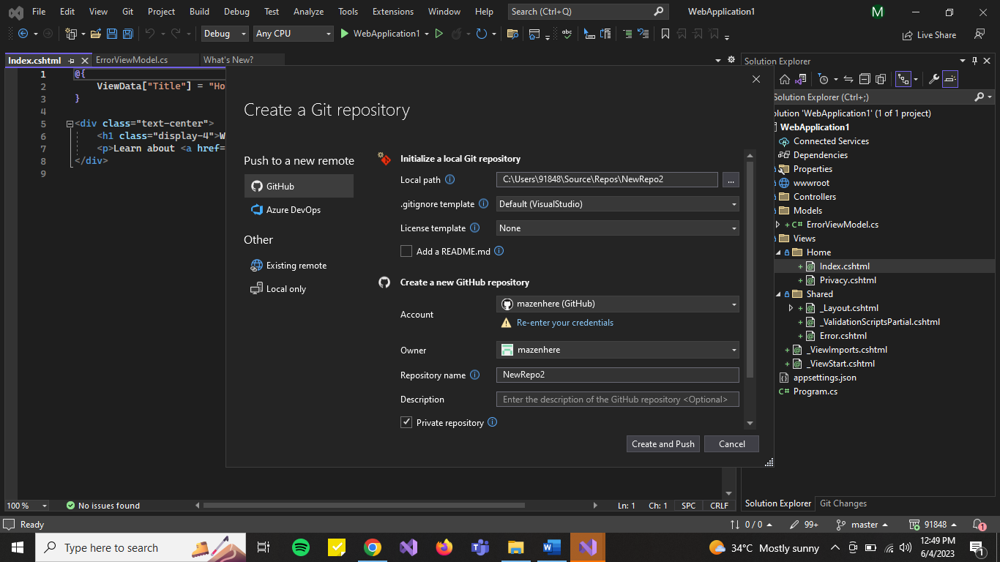 File Edit View Git Project Build Debug Test Analyze Tools Extensions Window Help Search (Ctrl+Q) WebApplication1 M
Debug Any CPU WebApplication1 Live Share
Index.cshtml ErrorViewModel.cs What's New?
1 @{
2 ViewData["Title"] = "Ho
3 }
4
5 <div class="text-center">
6 <h1 class="display-4">W
7 <p>Learn about <a href=
8 </div>
9
Create a Git repository
Push to a new remote
GitHub
Azure DevOps
Other
Existing remote
Local only
Initialize a local Git repository
Local path C:\Users\91848\Source\Repos\NewRepo2 ...
.gitignore template Default (VisualStudio)
License template None
Add a README.md
Create a new GitHub repository
Account mazenhere (GitHub)
Re-enter your credentials
Owner mazenhere
Repository name NewRepo2
Description Enter the description of the GitHub repository <Optional>
Private repository
Create and Push Cancel
Solution Explorer
Solution Explorer (Ctrl+;)
olution 'WebApplication1' (1 of 1 project)
WebApplication1
Connected Services
Dependencies
Properties
wwwroot
Controllers
Models
C# ErrorViewModel.cs
Views
Home
Index.cshtml
Privacy.cshtml
Shared
_Layout.cshtml
_ValidationScriptsPartial.cshtml
Error.cshtml
_ViewImports.cshtml
_ViewStart.cshtml
appsettings.json
C# Program.cs
Solution Explorer Git Changes
100 % No issues found Ln: 1 Ch: 1 SPC CRLF
Ready 0 / 0 99+ master 91848 1
Type here to search 34°C Mostly sunny 12:49 PM
6/4/2023 1